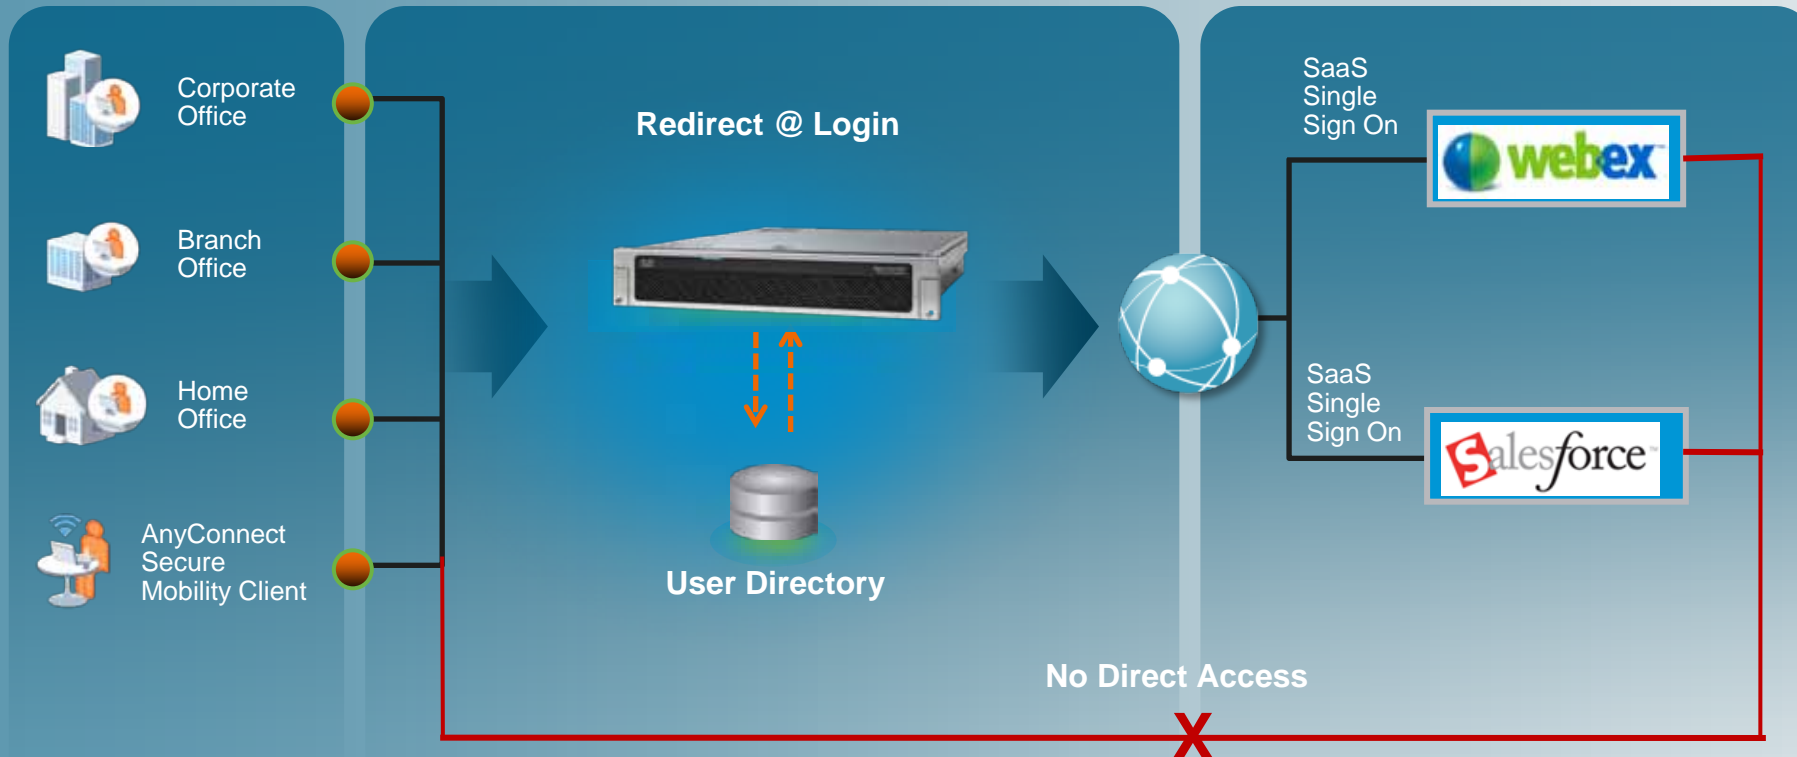 Corporate
Office
Branch
Office
Home
Office
AnyConnect
Secure
Mobility Client
Redirect @ Login
User Directory
No Direct Access
X
SaaS
Single
Sign On
webex
SaaS
Single
Sign On
Salesforce